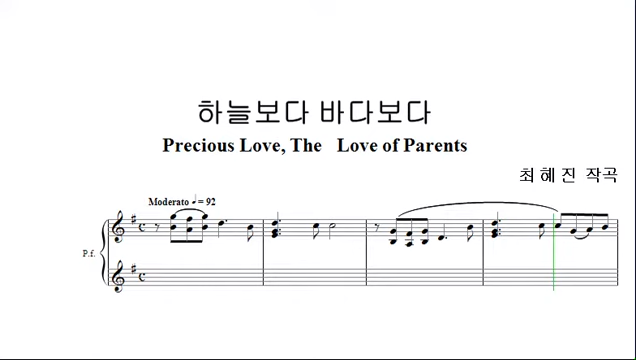 하늘보다 바다보다
Precious Love, The Love of Parents
최 혜 진 작곡
Moderato ♩= 92
P.f.